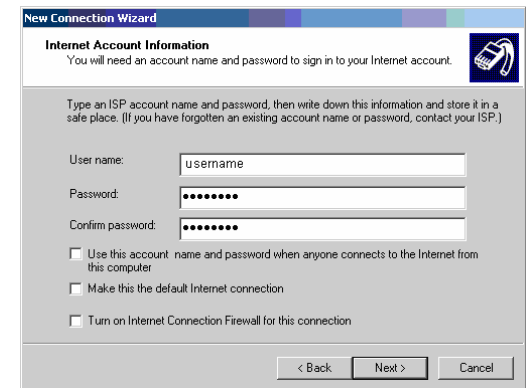 New Connection Wizard
Internet Account Information
You will need an account name and password to sign in to your Internet account.
Type an ISP account name and password, then write down this information and store it in a
safe place. (If you have forgotten an existing account name or password, contact your ISP.)
User name:
username
Password:
●●●●●●●●
Confirm password:
●●●●●●●●
Use this account name and password when anyone connects to the Internet from
this computer
Make this the default Internet connection
Turn on Internet Connection Firewall for this connection
< Back
Next >
Cancel